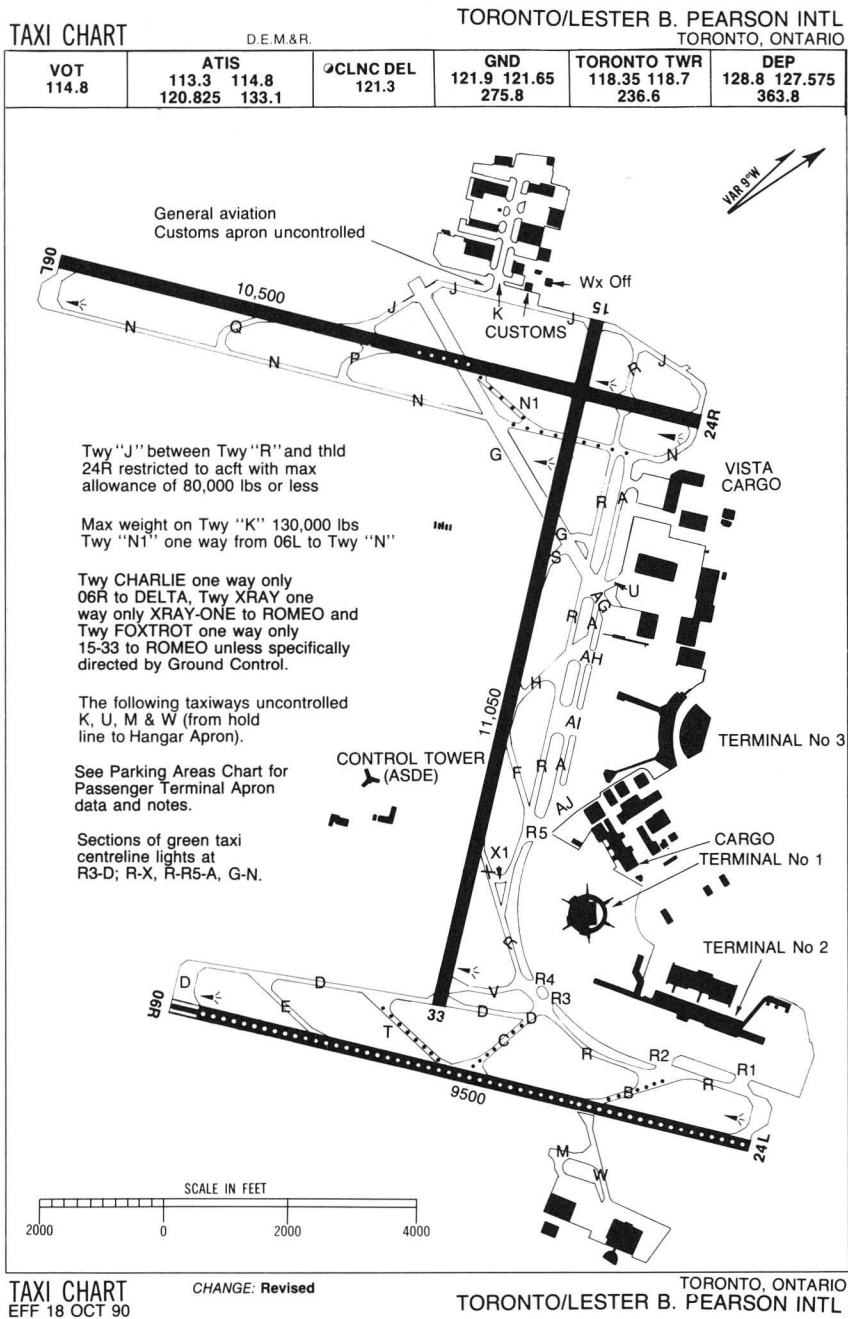 TAXI CHART
D.E.M.&R.
TORONTO/LESTER B. PEARSON INTL
TORONTO, ONTARIO
VOT
114.8
ATIS
113.3 114.8
120.825 133.1
CLNC DEL
121.3
GND
121.9 121.65
275.8
TORONTO TWR
118.35 118.7
236.6
DEP
128.8 127.575
363.8
VAR 9°W
General aviation
Customs apron uncontrolled
06L
10,500
J
J
K
Wx Off
CUSTOMS
J
15
N
Q
N
P
N
N1
R
J
24R
N
G
R
A
VISTA
CARGO
Twy "J" between Twy "R" and thld
24R restricted to acft with max
allowance of 80,000 lbs or less
Max weight on Twy "K" 130,000 lbs
Twy "N1" one way from 06L to Twy "N"
Twy CHARLIE one way only
06R to DELTA, Twy XRAY one
way only XRAY-ONE to ROMEO and
Twy FOXTROT one way only
15-33 to ROMEO unless specifically
directed by Ground Control.
The following taxiways uncontrolled
K, U, M & W (from hold
line to Hangar Apron).
See Parking Areas Chart for
Passenger Terminal Apron
data and notes.
Sections of green taxi
centreline lights at
R3-D; R-X, R-R5-A, G-N.
G
S
U
AG
R
A
AH
H
11,050
AI
F
R
A
AJ
TERMINAL No 3
CONTROL TOWER
(ASDE)
R5
X1
X
CARGO
TERMINAL No 1
TERMINAL No 2
R
R4
R3
V
33
D
D
E
D
D
T
C
06R
9500
R
R2
R1
R
B
24L
M
W
SCALE IN FEET
2000 0 2000 4000
TAXI CHART
EFF 18 OCT 90
CHANGE: Revised
TORONTO, ONTARIO
TORONTO/LESTER B. PEARSON INTL